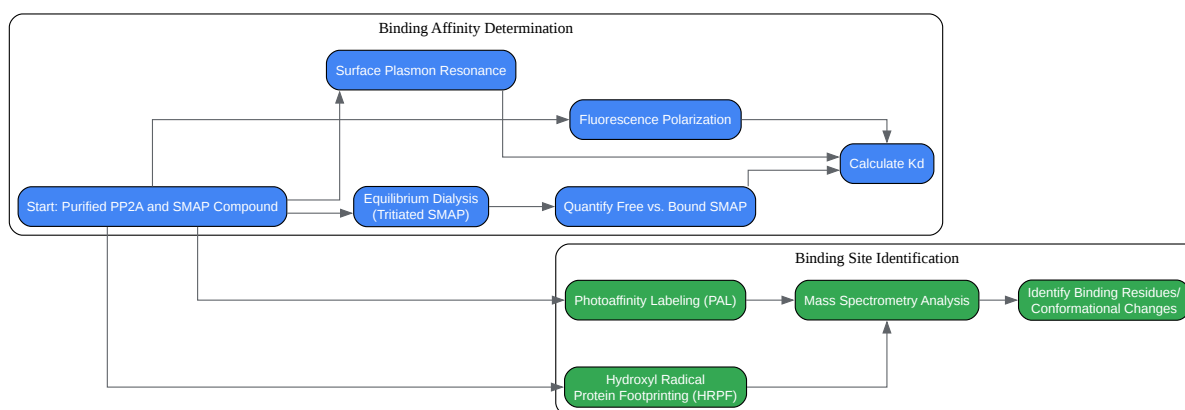 Binding Affinity Determination
Surface Plasmon Resonance
Fluorescence Polarization
Calculate Kd
Start: Purified PP2A and SMAP Compound
Equilibrium Dialysis
(Tritiated SMAP)
Quantify Free vs. Bound SMAP
Binding Site Identification
Photoaffinity Labeling (PAL)
Mass Spectrometry Analysis
Identify Binding Residues/
Conformational Changes
Hydroxyl Radical
Protein Footprinting (HRPF)